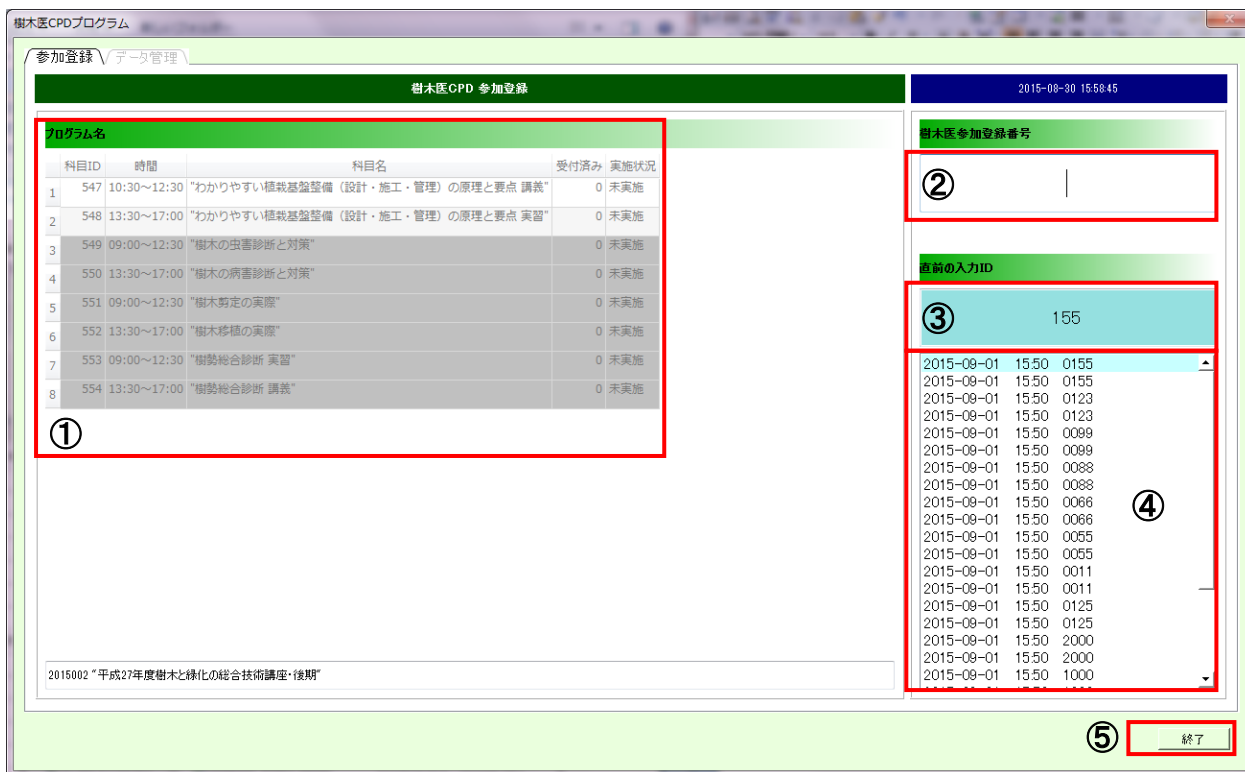 樹木医CPDプログラム
参加登録 データ管理
樹木医CPD 参加登録
2015-08-30 15:58:45
プログラム名
科目ID 時間 科目名 受付済み 実施状況
1 547 10:30～12:30 "わかりやすい植栽基盤整備（設計・施工・管理）の原理と要点 講義" 0 未実施
2 548 13:30～17:00 "わかりやすい植栽基盤整備（設計・施工・管理）の原理と要点 実習" 0 未実施
3 549 09:00～12:30 "樹木の虫害診断と対策" 0 未実施
4 550 13:30～17:00 "樹木の病害診断と対策" 0 未実施
5 551 09:00～12:30 "樹木剪定の実際" 0 未実施
6 552 13:30～17:00 "樹木移植の実際" 0 未実施
7 553 09:00～12:30 "樹勢総合診断 実習" 0 未実施
8 554 13:30～17:00 "樹勢総合診断 講義" 0 未実施
①
2015002 "平成27年度樹木と緑化の総合技術講座・後期"
樹木医参加登録番号
②
直前の入力ID
③ 155
2015-09-01 15:50 0155
2015-09-01 15:50 0155
2015-09-01 15:50 0123
2015-09-01 15:50 0123
2015-09-01 15:50 0099
2015-09-01 15:50 0099
2015-09-01 15:50 0088
2015-09-01 15:50 0088
2015-09-01 15:50 0066
④
2015-09-01 15:50 0066
2015-09-01 15:50 0055
2015-09-01 15:50 0055
2015-09-01 15:50 0011
2015-09-01 15:50 0011
2015-09-01 15:50 0125
2015-09-01 15:50 0125
2015-09-01 15:50 2000
2015-09-01 15:50 2000
2015-09-01 15:50 1000
⑤ 終了